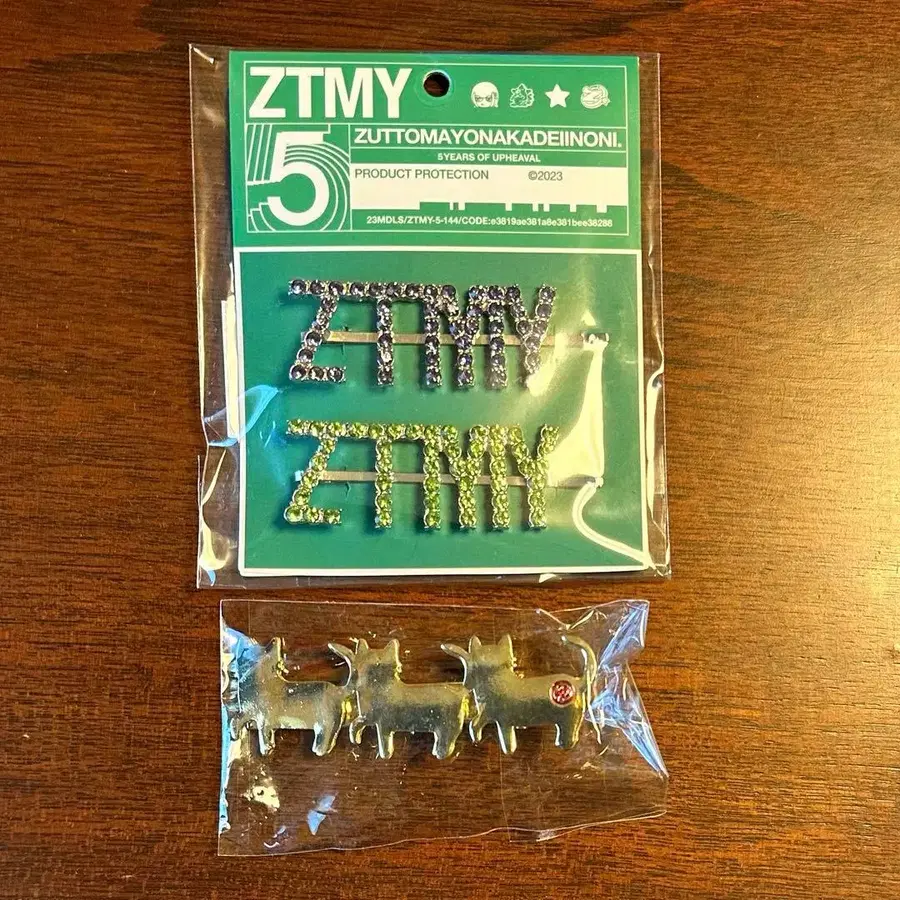 ZTMY
5
ZUTTOMAYONAKADEIINONI.
5YEARS OF UPHEAVAL
PRODUCT PROTECTION ©2023
23MDLS/ZTMY-5-144/CODE:e3819ae381a8e381bee38288
ZTMY
ZTMY